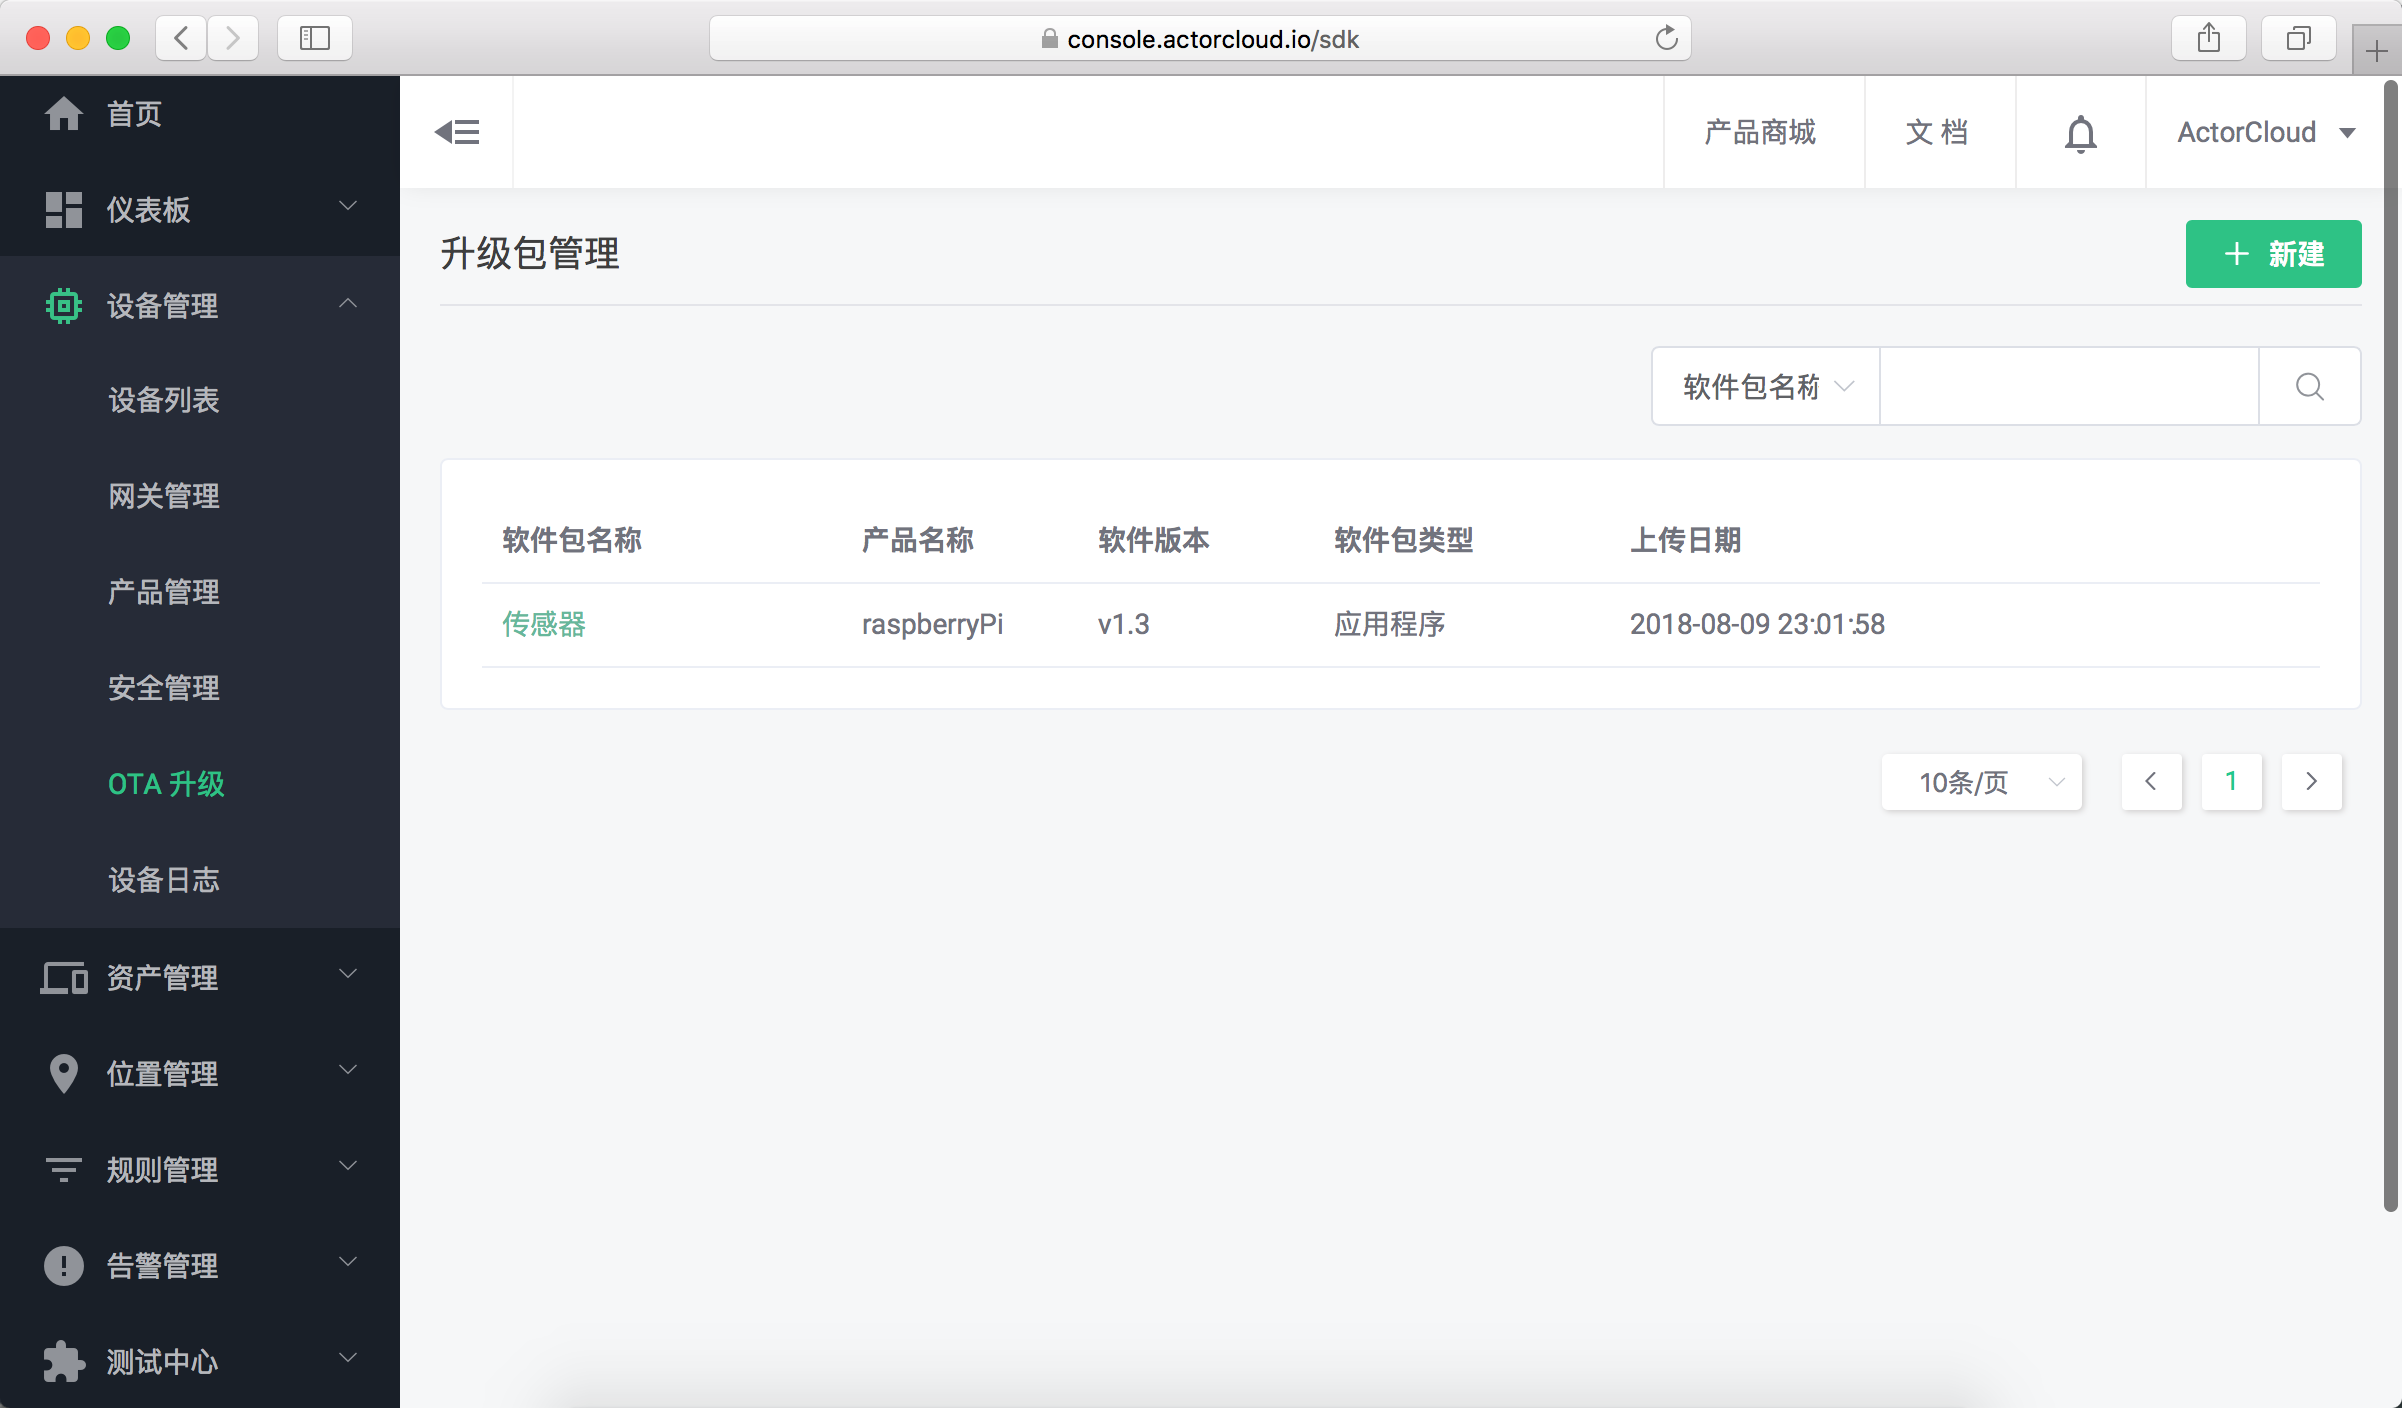 console.actorcloud.io/sdk
首页
仪表板
设备管理
设备列表
网关管理
产品管理
安全管理
OTA 升级
设备日志
资产管理
位置管理
规则管理
告警管理
测试中心
产品商城 文 档 ActorCloud
升级包管理
新建
软件包名称
软件包名称 产品名称 软件版本 软件包类型 上传日期
传感器 raspberryPi v1.3 应用程序 2018-08-09 23:01:58
10条/页 1